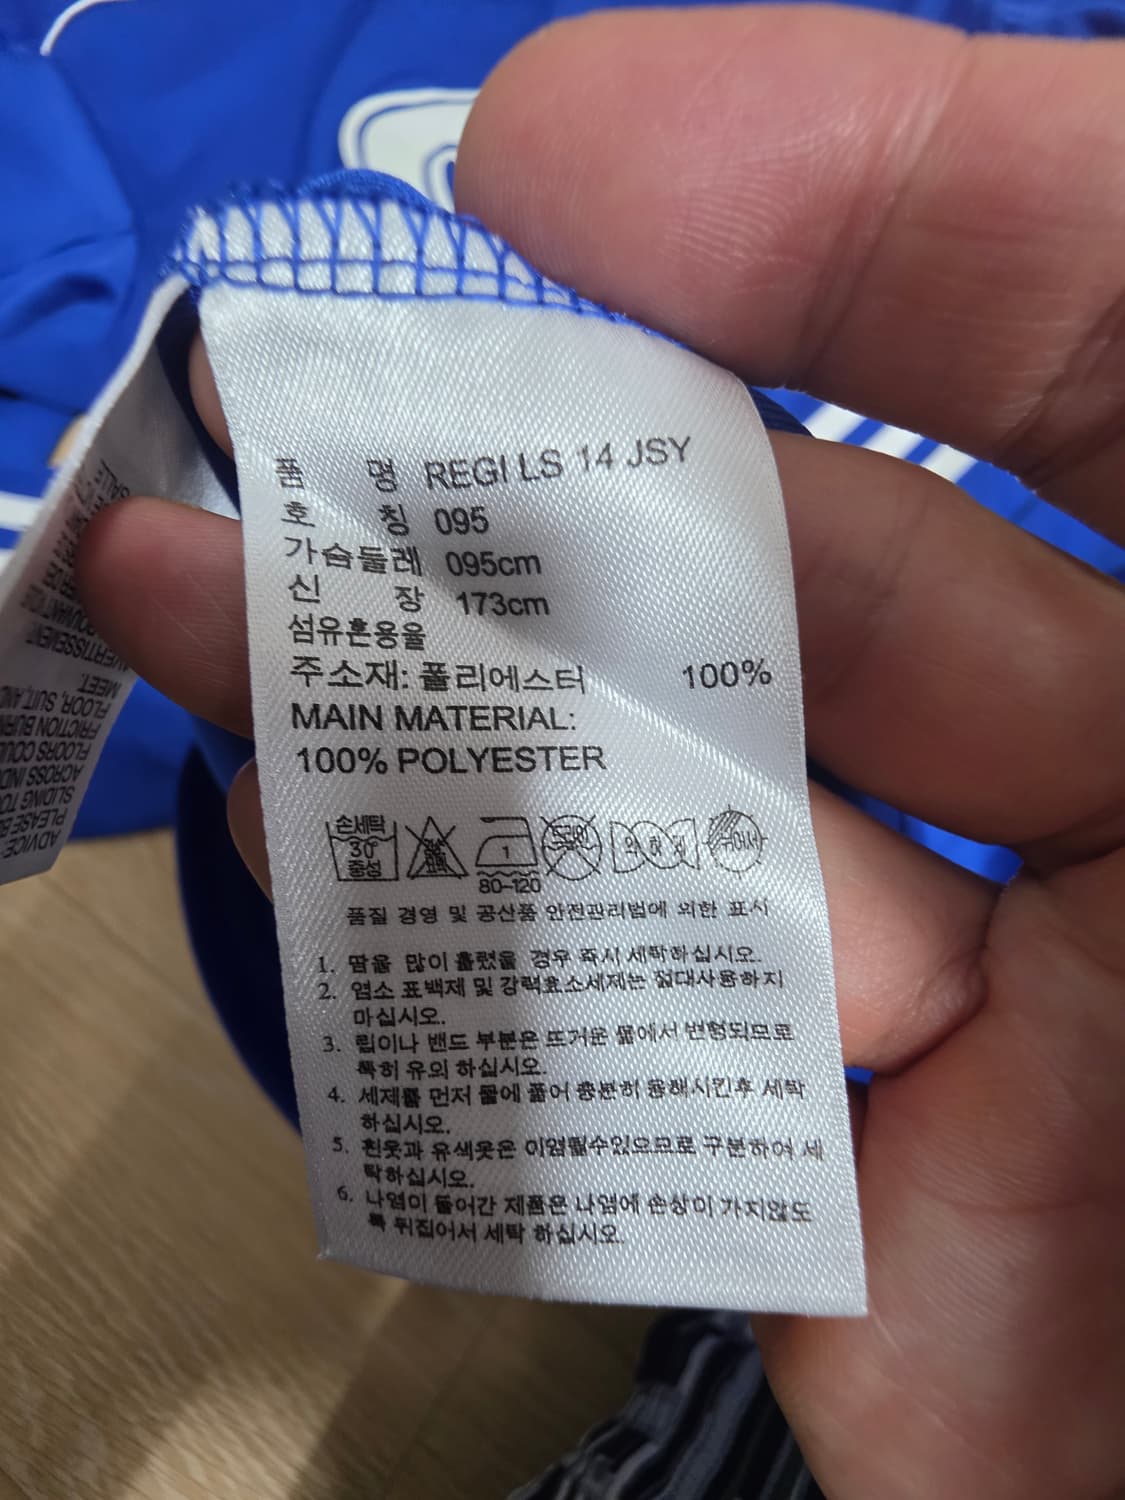 품 명 REGI LS 14 JSY
호 칭 095
가슴둘레 095cm
신 장 173cm
섬유혼용율
주소재: 폴리에스터 100%
MAIN MATERIAL:
100% POLYESTER
손세탁
30°
중성
1
80-120
품질 경영 및 공산품 안전관리법에 의한 표시
1. 땀을 많이 흘렸을 경우 즉시 세탁하십시오.
2. 염소 표백제 및 강력효소세제는 절대사용하지
마십시오.
3. 립이나 밴드 부분은 뜨거운 물에서 변형되므로
특히 유의 하십시오.
4. 세제를 먼저 물에 풀어 충분히 용해시킨후 세탁
하십시오.
5. 흰옷과 유색옷은 이염될수있으므로 구분하여 세
탁하십시오.
6. 나염이 들어간 제품은 나염에 손상이 가지않도
록 뒤집어서 세탁 하십시오.
ADVICE:
PLEASE
SLIDING
ACROSS
FLOORS
FRICTION
FLOOR, SUIT, AND
MEET.